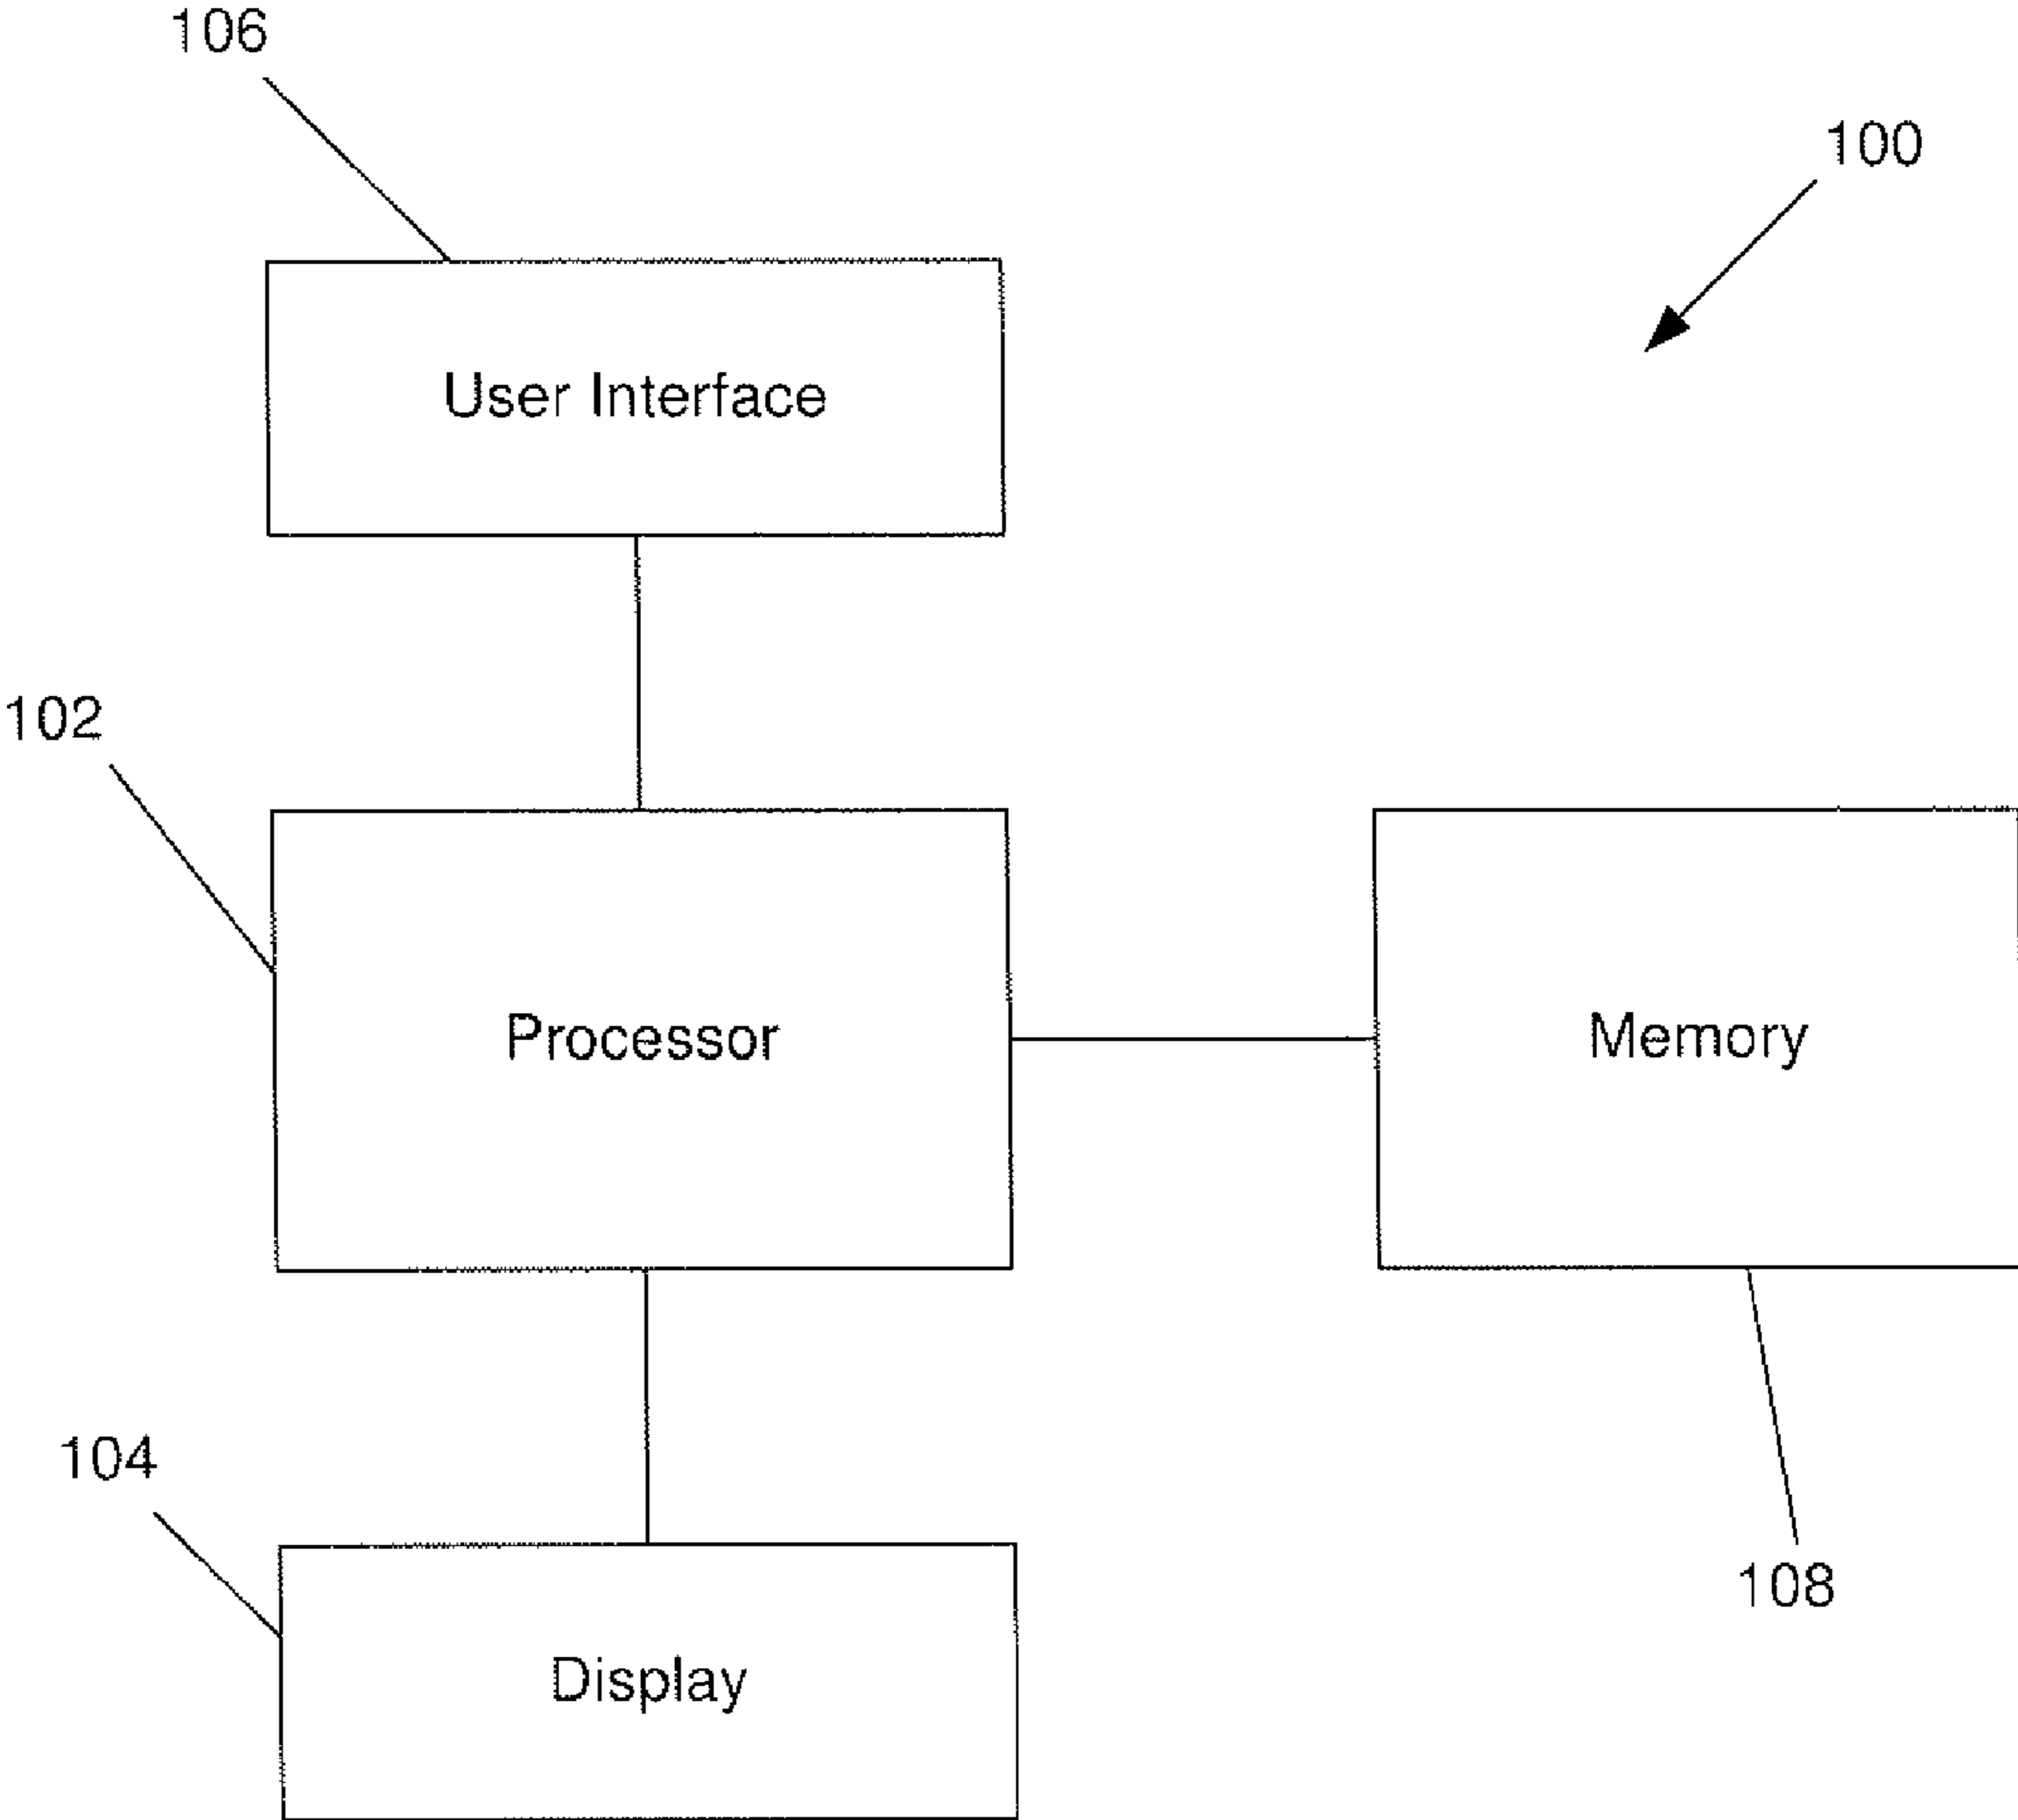 106
100
User Interface
102
Processor
Memory
104
108
Display